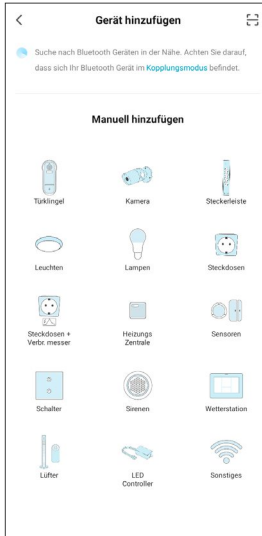 Gerät hinzufügen
Suche nach Bluetooth Geräten in der Nähe. Achten Sie darauf,
dass sich Ihr Bluetooth Gerät im Kopplungsmodus befindet.
Manuell hinzufügen
Türklingel
Kamera
Steckerleiste
Leuchten
Lampen
Steckdosen
Steckdosen +
Verbr. messer
Heizungs
Zentrale
Sensoren
Schalter
Sirenen
Wetterstation
Lüfter
LED
Controller
Sonstiges